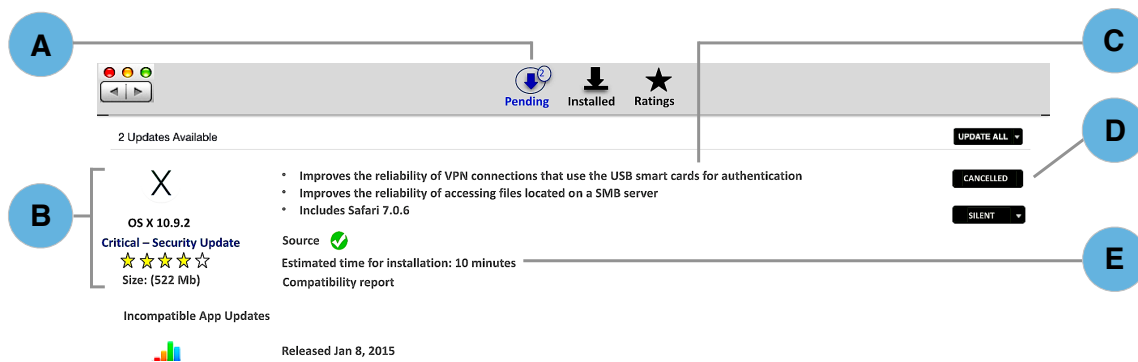 A
C
2
Pending Installed Ratings
2 Updates Available
UPDATE ALL
D
• Improves the reliability of VPN connections that use the USB smart cards for authentication
CANCELLED
• Improves the reliability of accessing files located on a SMB server
• Includes Safari 7.0.6
SILENT
X
B
OS X 10.9.2
Critical – Security Update
Source
Estimated time for installation: 10 minutes
E
Size: (522 Mb)
Compatibility report
Incompatible App Updates
Released Jan 8, 2015